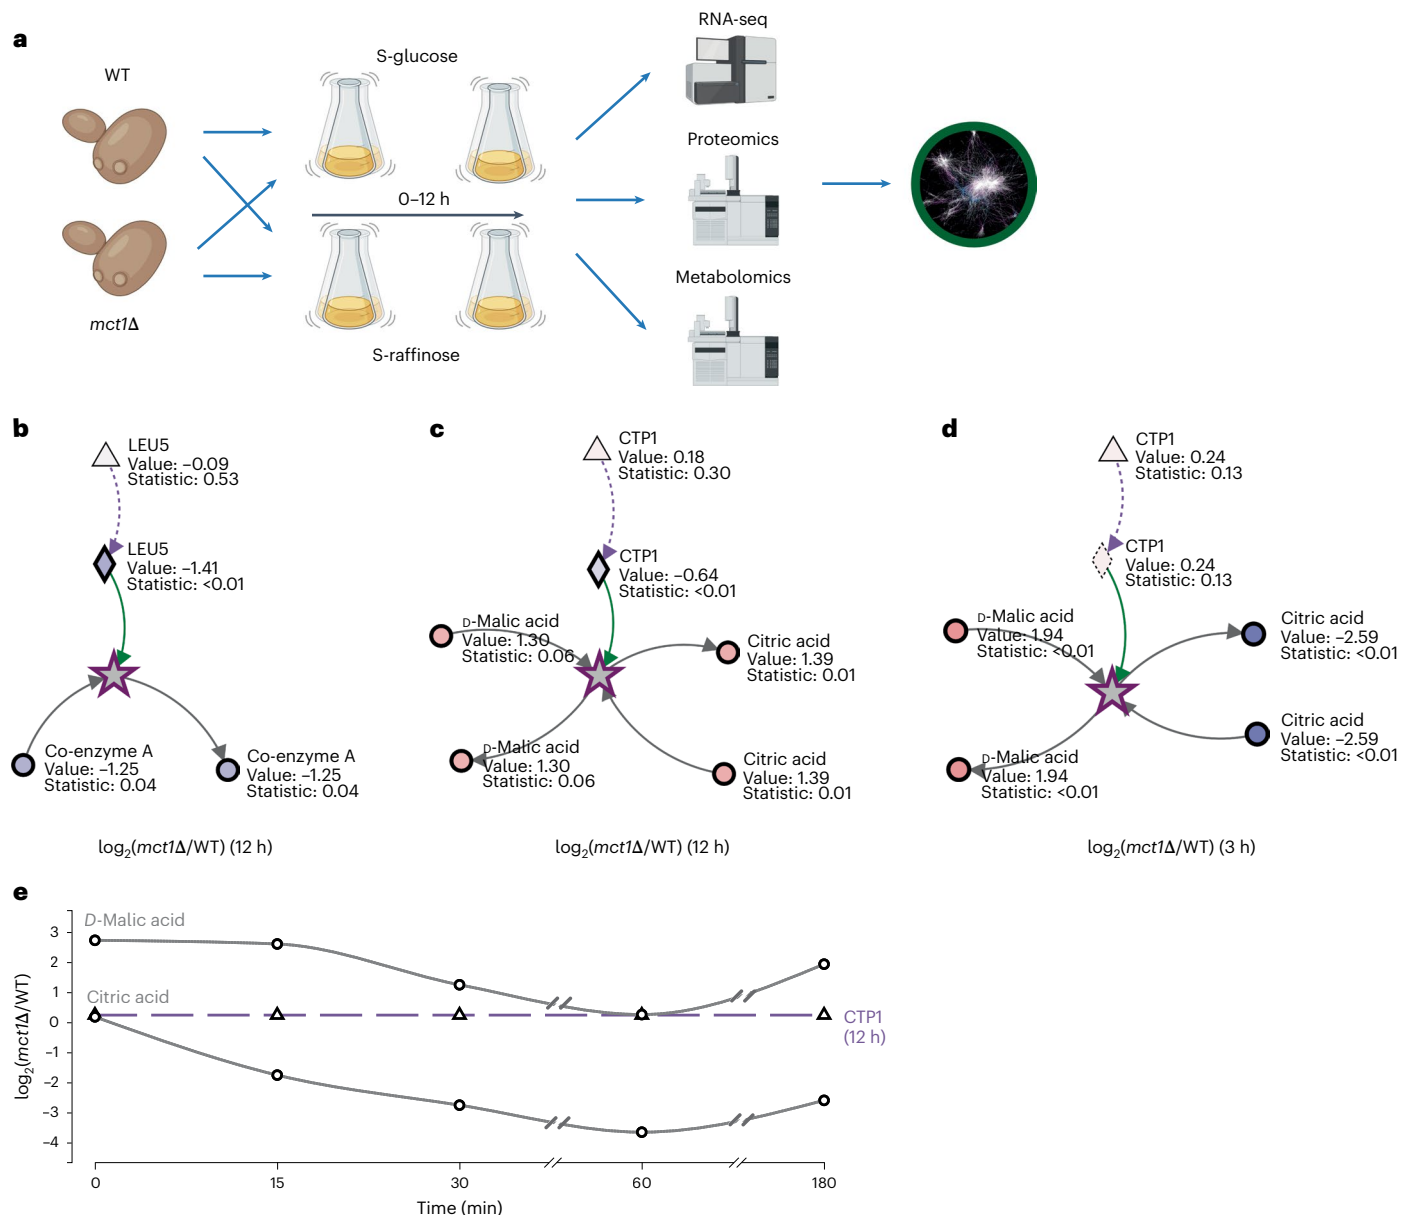 a
WT
mct1Δ
S-glucose
0–12 h
S-raffinose
RNA-seq
Proteomics
Metabolomics
b
LEU5
Value: –0.09
Statistic: 0.53
LEU5
Value: –1.41
Statistic: <0.01
Co-enzyme A
Value: –1.25
Statistic: 0.04
Co-enzyme A
Value: –1.25
Statistic: 0.04
log2(mct1Δ/WT) (12 h)
c
CTP1
Value: 0.18
Statistic: 0.30
CTP1
Value: –0.64
Statistic: <0.01
D-Malic acid
Value: 1.30
Statistic: 0.06
Citric acid
Value: 1.39
Statistic: 0.01
D-Malic acid
Value: 1.30
Statistic: 0.06
Citric acid
Value: 1.39
Statistic: 0.01
log2(mct1Δ/WT) (12 h)
d
CTP1
Value: 0.24
Statistic: 0.13
CTP1
Value: 0.24
Statistic: 0.13
D-Malic acid
Value: 1.94
Statistic: <0.01
Citric acid
Value: –2.59
Statistic: <0.01
D-Malic acid
Value: 1.94
Statistic: <0.01
Citric acid
Value: –2.59
Statistic: <0.01
log2(mct1Δ/WT) (3 h)
e
log2(mct1Δ/WT)
3
2
1
0
–1
–2
–3
–4
D-Malic acid
Citric acid
CTP1
(12 h)
0
15
30
60
180
Time (min)